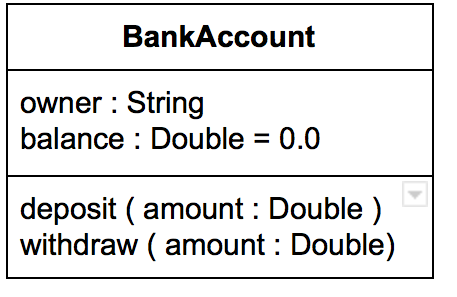 BankAccount
owner : String
balance : Double = 0.0
deposit ( amount : Double )
withdraw ( amount : Double)